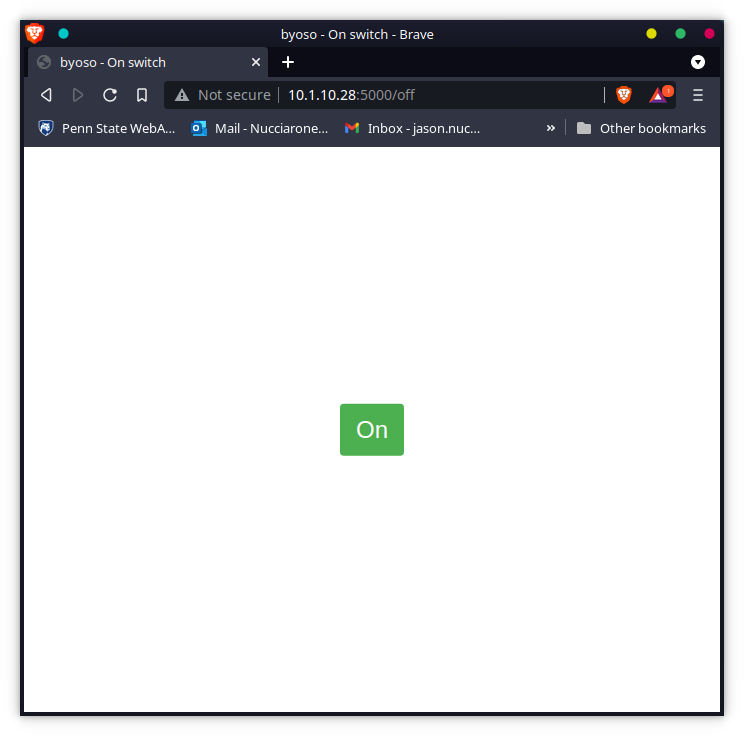 byoso - On switch - Brave
byoso - On switch
Not secure 10.1.10.28:5000/off
Penn State WebA... Mail - Nucciarone... Inbox - jason.nuc... » Other bookmarks
On